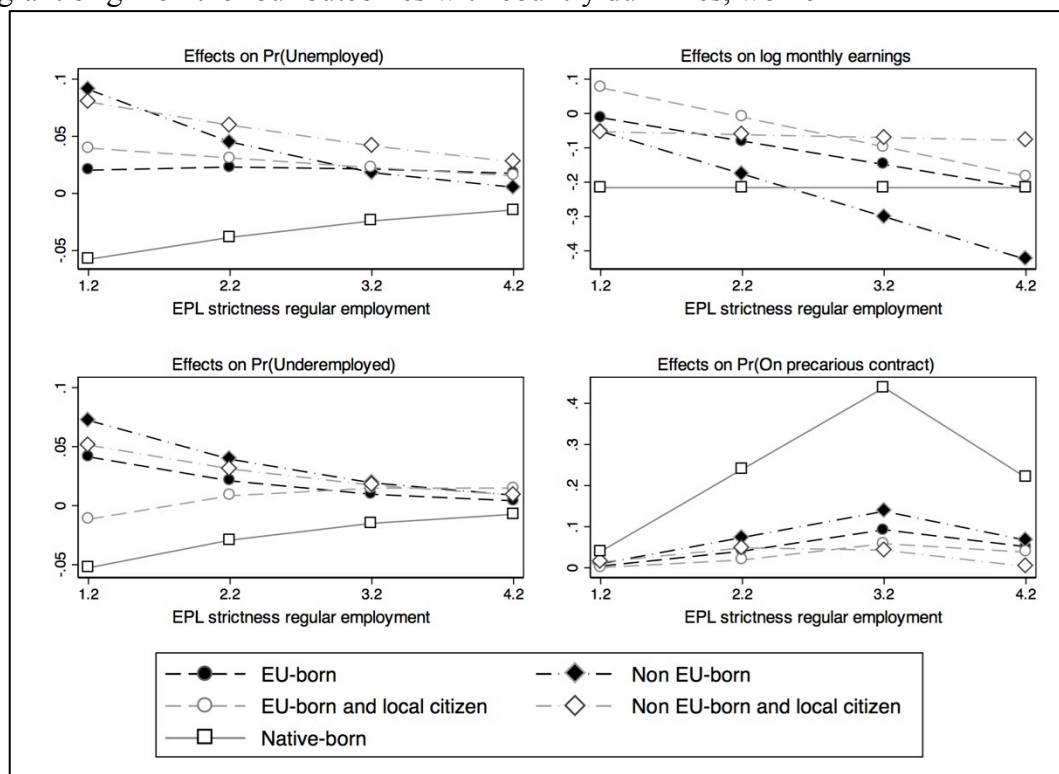 Effects on Pr(Unemployed)
.1
.05
0
-.05
1.2 2.2 3.2 4.2
EPL strictness regular employment
Effects on log monthly earnings
.1
0
-.1
-.2
-.3
-.4
1.2 2.2 3.2 4.2
EPL strictness regular employment
Effects on Pr(Underemployed)
.1
.05
0
-.05
1.2 2.2 3.2 4.2
EPL strictness regular employment
Effects on Pr(On precarious contract)
.4
.3
.2
.1
0
1.2 2.2 3.2 4.2
EPL strictness regular employment
EU-born
Non EU-born
EU-born and local citizen
Non EU-born and local citizen
Native-born